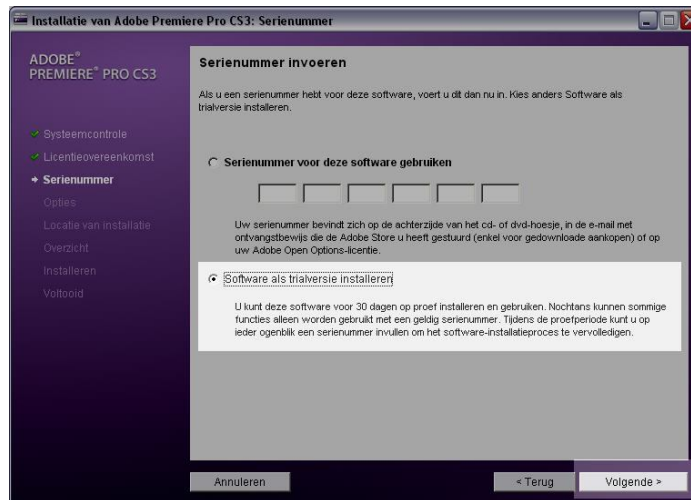 Installatie van Adobe Premiere Pro CS3: Serienummer
ADOBE®
PREMIERE® PRO CS3
Systeemcontrole
Licentieovereenkomst
Serienummer
Opties
Locatie van installatie
Overzicht
Installeren
Voltooid
Serienummer invoeren
Als u een serienummer hebt voor deze software, voert u dit dan nu in. Kies anders Software als
trialversie installeren.
Serienummer voor deze software gebruiken
Uw serienummer bevindt zich op de achterzijde van het cd- of dvd-hoesje, in de e-mail met
ontvangstbewijs die de Adobe Store u heeft gestuurd (enkel voor gedownloade aankopen) of op
uw Adobe Open Options-licentie.
Software als trialversie installeren
U kunt deze software voor 30 dagen op proef installeren en gebruiken. Nochtans kunnen sommige
functies alleen worden gebruikt met een geldig serienummer. Tijdens de proefperiode kunt u op
ieder ogenblik een serienummer invullen om het software-installatieproces te vervolledigen.
Annuleren
< Terug
Volgende >